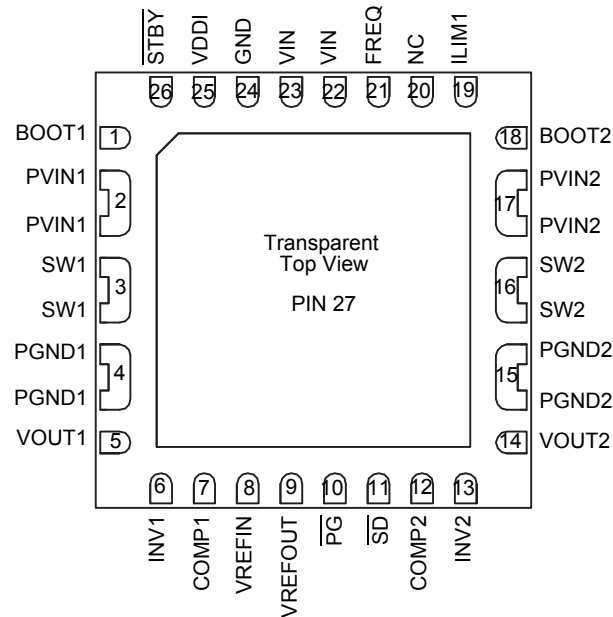 STBY
VDDI
GND
VIN
VIN
FREQ
NC
ILIM1
26
25
24
23
22
21
20
19
BOOT1
1
PVIN1
2
PVIN1
SW1
3
SW1
PGND1
4
PGND1
VOUT1
5
Transparent
Top View
PIN 27
18
BOOT2
PVIN2
17
PVIN2
SW2
16
SW2
PGND2
15
PGND2
14
VOUT2
6
7
8
9
10
11
12
13
INV1
COMP1
VREFIN
VREFOUT
PG
SD
COMP2
INV2